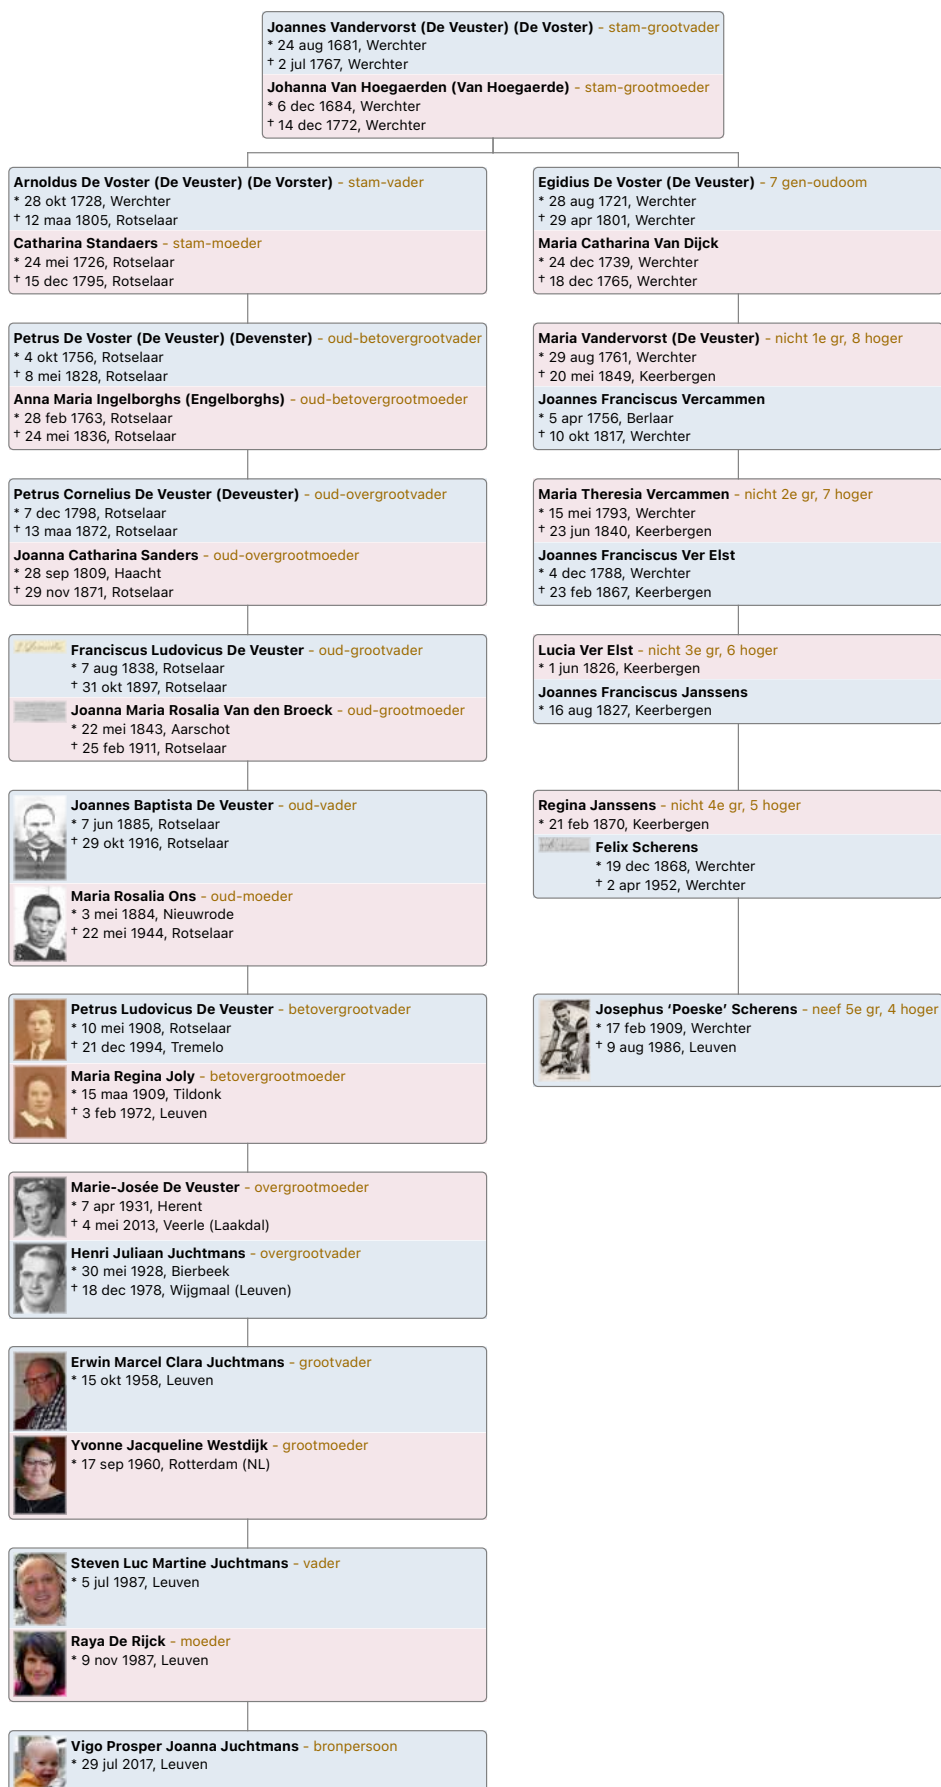 Joannes Vandervorst (De Veuster) (De Voster) - stam-grootvader
* 24 aug 1681, Werchter
† 2 jul 1767, Werchter
Johanna Van Hoegaerden (Van Hoegaerde) - stam-grootmoeder
* 6 dec 1684, Werchter
† 14 dec 1772, Werchter
Arnoldus De Voster (De Veuster) (De Vorster) - stam-vader
* 28 okt 1728, Werchter
† 12 maa 1805, Rotselaar
Catharina Standaers - stam-moeder
* 24 mei 1726, Rotselaar
† 15 dec 1795, Rotselaar
Egidius De Voster (De Veuster) - 7 gen-oudoom
* 28 aug 1721, Werchter
† 29 apr 1801, Werchter
Maria Catharina Van Dijck
* 24 dec 1739, Werchter
† 18 dec 1765, Werchter
Petrus De Voster (De Veuster) (Devenster) - oud-betovergrootvader
* 4 okt 1756, Rotselaar
† 8 mei 1828, Rotselaar
Anna Maria Ingelborghs (Engelborghs) - oud-betovergrootmoeder
* 28 feb 1763, Rotselaar
† 24 mei 1836, Rotselaar
Maria Vandervorst (De Veuster) - nicht 1e gr, 8 hoger
* 29 aug 1761, Werchter
† 20 mei 1849, Keerbergen
Joannes Franciscus Vercammen
* 5 apr 1756, Berlaar
† 10 okt 1817, Werchter
Petrus Cornelius De Veuster (Deveuster) - oud-overgrootvader
* 7 dec 1798, Rotselaar
† 13 maa 1872, Rotselaar
Joanna Catharina Sanders - oud-overgrootmoeder
* 28 sep 1809, Haacht
† 29 nov 1871, Rotselaar
Maria Theresia Vercammen - nicht 2e gr, 7 hoger
* 15 mei 1793, Werchter
† 23 jun 1840, Keerbergen
Joannes Franciscus Ver Elst
* 4 dec 1788, Werchter
† 23 feb 1867, Keerbergen
Franciscus Ludovicus De Veuster - oud-grootvader
* 7 aug 1838, Rotselaar
† 31 okt 1897, Rotselaar
Joanna Maria Rosalia Van den Broeck - oud-grootmoeder
* 22 mei 1843, Aarschot
† 25 feb 1911, Rotselaar
Lucia Ver Elst - nicht 3e gr, 6 hoger
* 1 jun 1826, Keerbergen
Joannes Franciscus Janssens
* 16 aug 1827, Keerbergen
Joannes Baptista De Veuster - oud-vader
* 7 jun 1885, Rotselaar
† 29 okt 1916, Rotselaar
Maria Rosalia Ons - oud-moeder
* 3 mei 1884, Nieuwrode
† 22 mei 1944, Rotselaar
Regina Janssens - nicht 4e gr, 5 hoger
* 21 feb 1870, Keerbergen
Felix Scherens
* 19 dec 1868, Werchter
† 2 apr 1952, Werchter
Petrus Ludovicus De Veuster - betovergrootvader
* 10 mei 1908, Rotselaar
† 21 dec 1994, Tremelo
Maria Regina Joly - betovergrootmoeder
* 15 maa 1909, Tildonk
† 3 feb 1972, Leuven
Josephus ‘Poeske’ Scherens - neef 5e gr, 4 hoger
* 17 feb 1909, Werchter
† 9 aug 1986, Leuven
Marie-Josée De Veuster - overgrootmoeder
* 7 apr 1931, Herent
† 4 mei 2013, Veerle (Laakdal)
Henri Juliaan Juchtmans - overgrootvader
* 30 mei 1928, Bierbeek
† 18 dec 1978, Wijgmaal (Leuven)
Erwin Marcel Clara Juchtmans - grootvader
* 15 okt 1958, Leuven
Yvonne Jacqueline Westdijk - grootmoeder
* 17 sep 1960, Rotterdam (NL)
Steven Luc Martine Juchtmans - vader
* 5 jul 1987, Leuven
Raya De Rijck - moeder
* 9 nov 1987, Leuven
Vigo Prosper Joanna Juchtmans - bronpersoon
* 29 jul 2017, Leuven